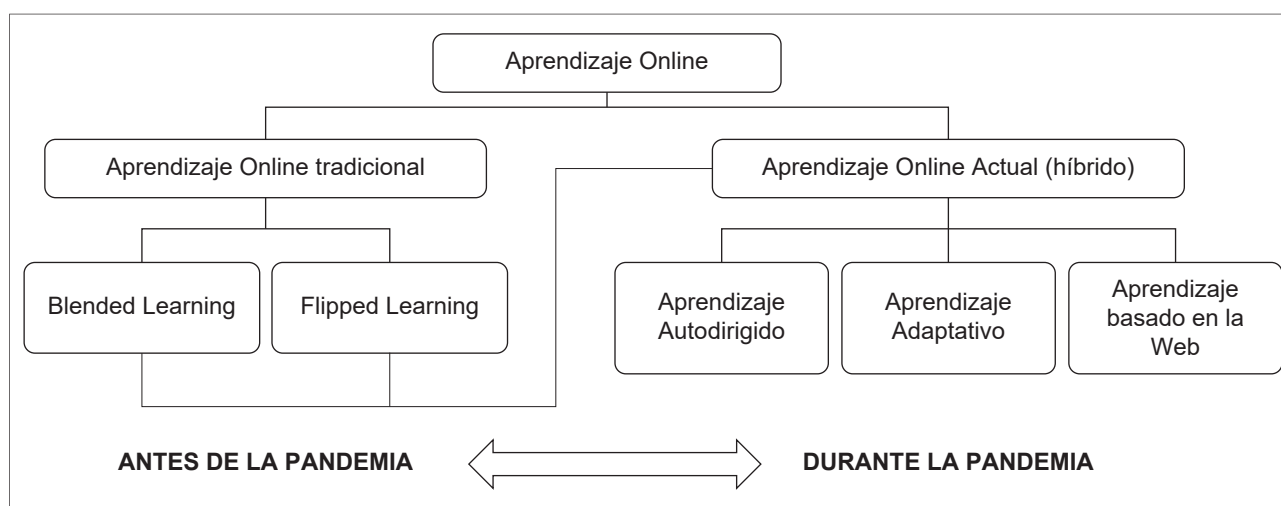 Aprendizaje Online
Aprendizaje Online tradicional
Aprendizaje Online Actual (híbrido)
Blended Learning
Flipped Learning
Aprendizaje
Autodirigido
Aprendizaje
Adaptativo
Aprendizaje
basado en la
Web
ANTES DE LA PANDEMIA
DURANTE LA PANDEMIA